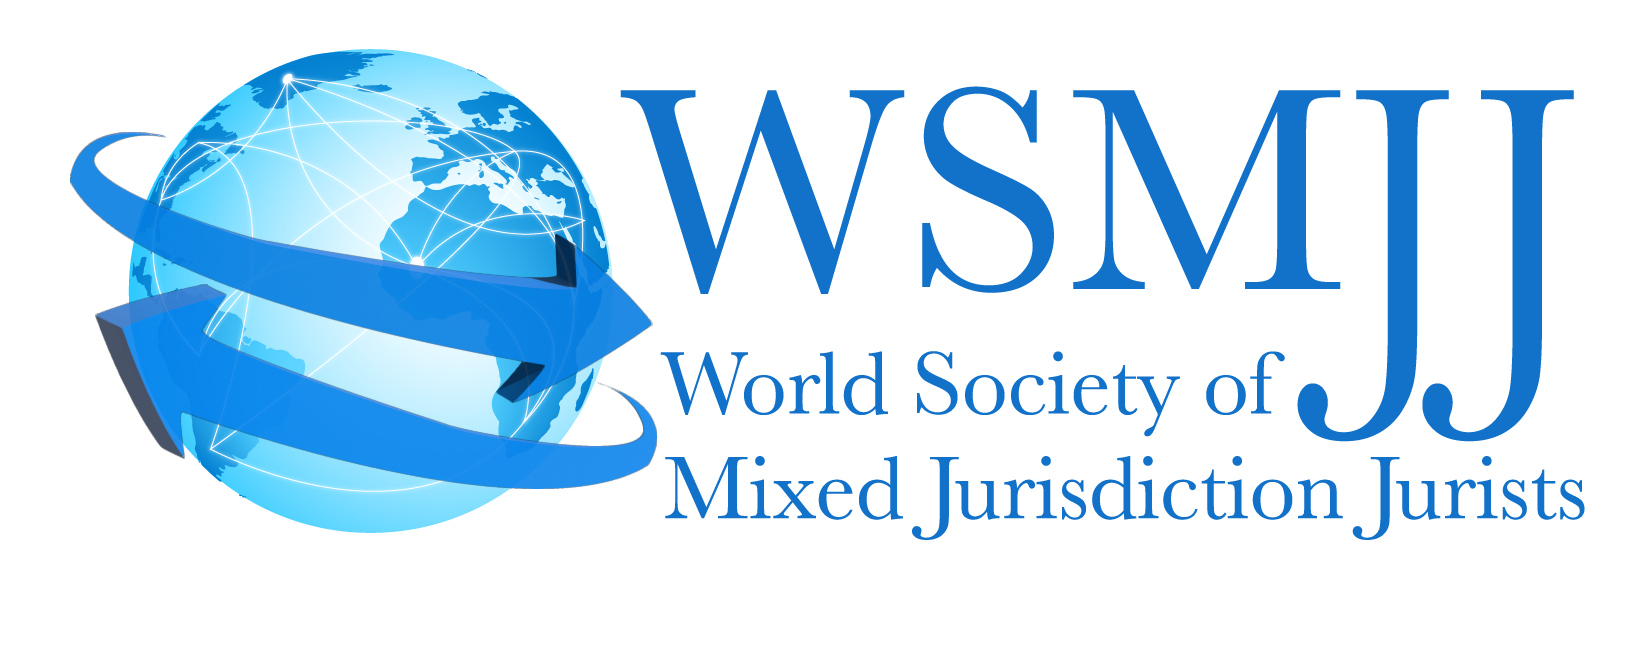 WSMJJ
World Society of
Mixed Jurisdiction Jurists